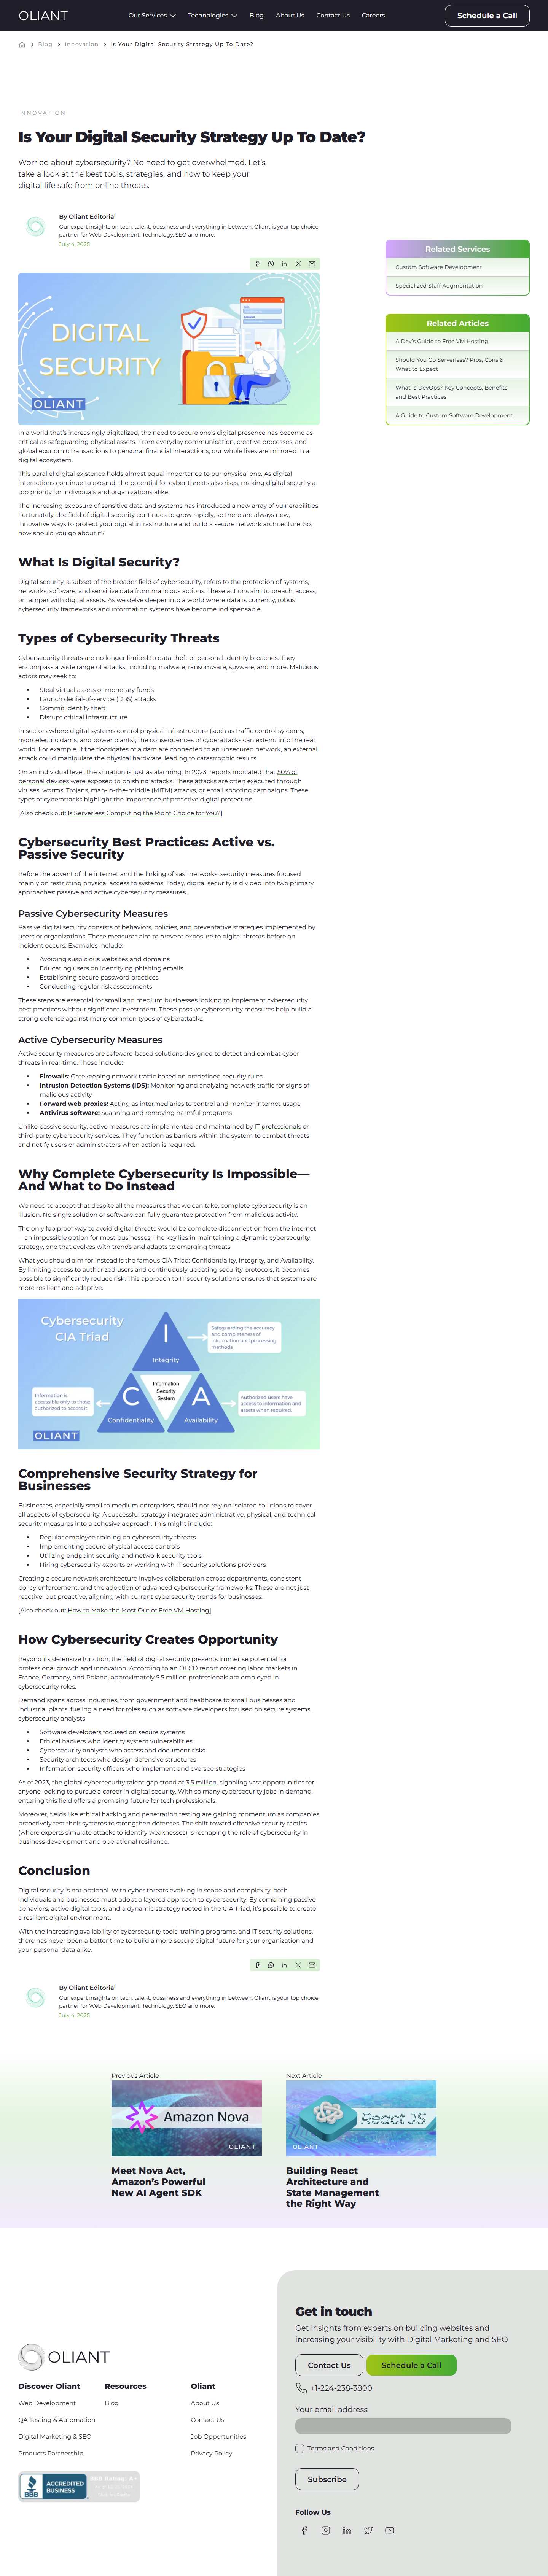 OLIANT
Our Services
Technologies
Blog
About Us
Contact Us
Careers
Schedule a Call
Blog
Innovation
Is Your Digital Security Strategy Up To Date?
INNOVATION
Is Your Digital Security Strategy Up To Date?
Worried about cybersecurity? No need to get overwhelmed. Let's
take a look at the best tools, strategies, and how to keep your
digital life safe from online threats.
By Oliant Editorial
Our expert insights on tech, talent, bussiness and everything in between. Oliant is your top choice
partner for Web Development, Technology, SEO and more.
July 4, 2025
Related Services
Custom Software Development
Specialized Staff Augmentation
Related Articles
A Dev's Guide to Free VM Hosting
Should You Go Serverless? Pros, Cons &
What to Expect
What Is DevOps? Key Concepts, Benefits,
and Best Practices
A Guide to Custom Software Development
DIGITAL
SECURITY
OLIANT
In a world that's increasingly digitalized, the need to secure one's digital presence has become as
critical as safeguarding physical assets. From everyday communication, creative processes, and
global economic transactions to personal financial interactions, our whole lives are mirrored in a
digital ecosystem.
This parallel digital existence holds almost equal importance to our physical one. As digital
interactions continue to expand, the potential for cyber threats also rises, making digital security a
top priority for individuals and organizations alike.
The increasing exposure of sensitive data and systems has introduced a new array of vulnerabilities.
Fortunately, the field of digital security continues to grow rapidly, so there are always new,
innovative ways to protect your digital infrastructure and build a secure network architecture. So,
how should you go about it?
What Is Digital Security?
Digital security, a subset of the broader field of cybersecurity, refers to the protection of systems,
networks, software, and sensitive data from malicious actions. These actions aim to breach, access,
or tamper with digital assets. As we delve deeper into a world where data is currency, robust
cybersecurity frameworks and information systems have become indispensable.
Types of Cybersecurity Threats
Cybersecurity threats are no longer limited to data theft or personal identity breaches. They
encompass a wide range of attacks, including malware, ransomware, spyware, and more. Malicious
actors may seek to:
• Steal virtual assets or monetary funds
• Launch denial-of-service (DoS) attacks
• Commit identity theft
• Disrupt critical infrastructure
In sectors where digital systems control physical infrastructure (such as traffic control systems,
hydroelectric dams, and power plants), the consequences of cyberattacks can extend into the real
world. For example, if the floodgates of a dam are connected to an unsecured network, an external
attack could manipulate the physical hardware, leading to catastrophic results.
On an individual level, the situation is just as alarming. In 2023, reports indicated that 50% of
personal devices were exposed to phishing attacks. These attacks are often executed through
viruses, worms, Trojans, man-in-the-middle (MITM) attacks, or email spoofing campaigns. These
types of cyberattacks highlight the importance of proactive digital protection.
[Also check out: Is Serverless Computing the Right Choice for You?]
Cybersecurity Best Practices: Active vs.
Passive Security
Before the advent of the internet and the linking of vast networks, security measures focused
mainly on restricting physical access to systems. Today, digital security is divided into two primary
approaches: passive and active cybersecurity measures.
Passive Cybersecurity Measures
Passive digital security consists of behaviors, policies, and preventative strategies implemented by
users or organizations. These measures aim to prevent exposure to digital threats before an
incident occurs. Examples include:
• Avoiding suspicious websites and domains
• Educating users on identifying phishing emails
• Establishing secure password practices
• Conducting regular risk assessments
These steps are essential for small and medium businesses looking to implement cybersecurity
best practices without significant investment. These passive cybersecurity measures help build a
strong defense against many common types of cyberattacks.
Active Cybersecurity Measures
Active security measures are software-based solutions designed to detect and combat cyber
threats in real-time. These include:
• Firewalls: Gatekeeping network traffic based on predefined security rules
• Intrusion Detection Systems (IDS): Monitoring and analyzing network traffic for signs of
malicious activity
• Forward web proxies: Acting as intermediaries to control and monitor internet usage
• Antivirus software: Scanning and removing harmful programs
Unlike passive security, active measures are implemented and maintained by IT professionals or
third-party cybersecurity services. They function as barriers within the system to combat threats
and notify users or administrators when action is required.
Why Complete Cybersecurity Is Impossible—
And What to Do Instead
We need to accept that despite all the measures that we can take, complete cybersecurity is an
illusion. No single solution or software can fully guarantee protection from malicious activity.
The only foolproof way to avoid digital threats would be complete disconnection from the internet
—an impossible option for most businesses. The key lies in maintaining a dynamic cybersecurity
strategy, one that evolves with trends and adapts to emerging threats.
What you should aim for instead is the famous CIA Triad: Confidentiality, Integrity, and Availability.
By limiting access to authorized users and continuously updating security protocols, it becomes
possible to significantly reduce risk. This approach to IT security solutions ensures that systems are
more resilient and adaptive.
Cybersecurity
CIA Triad
I
Integrity
Safeguarding the accuracy
and completeness of
information and processing
methods
Information is
accessible only to those
authorized to access it
C
Confidentiality
Information
Security
System
A
Availability
Authorized users have
access to information and
assets when required
OLIANT
Comprehensive Security Strategy for
Businesses
Businesses, especially small to medium enterprises, should not rely on isolated solutions to cover
all aspects of cybersecurity. A successful strategy integrates administrative, physical, and technical
security measures into a cohesive approach. This might include:
• Regular employee training on cybersecurity threats
• Implementing secure physical access controls
• Utilizing endpoint security and network security tools
• Hiring cybersecurity experts or working with IT security solutions providers
Creating a secure network architecture involves collaboration across departments, consistent
policy enforcement, and the adoption of advanced cybersecurity frameworks. These are not just
reactive, but proactive, aligning with current cybersecurity trends for businesses.
[Also check out: How to Make the Most Out of Free VM Hosting]
How Cybersecurity Creates Opportunity
Beyond its defensive function, the field of digital security presents immense potential for
professional growth and innovation. According to an OECD report covering labor markets in
France, Germany, and Poland, approximately 5.5 million professionals are employed in
cybersecurity roles.
Demand spans across industries, from government and healthcare to small businesses and
industrial plants, fueling a need for roles such as software developers focused on secure systems,
cybersecurity analysts
• Software developers focused on secure systems
• Ethical hackers who identify system vulnerabilities
• Cybersecurity analysts who assess and document risks
• Security architects who design defensive structures
• Information security officers who implement and oversee strategies
As of 2023, the global cybersecurity talent gap stood at 3.5 million, signaling vast opportunities for
anyone looking to pursue a career in digital security. With so many cybersecurity jobs in demand,
entering this field offers a promising future for tech professionals.
Moreover, fields like ethical hacking and penetration testing are gaining momentum as companies
proactively test their systems to strengthen defenses. The shift toward offensive security tactics
(where experts simulate attacks to identify weaknesses) is reshaping the role of cybersecurity in
business development and operational resilience.
Conclusion
Digital security is not optional. With cyber threats evolving in scope and complexity, both
individuals and businesses must adopt a layered approach to cybersecurity. By combining passive
behaviors, active digital tools, and a dynamic strategy rooted in the CIA Triad, it's possible to create
a resilient digital environment.
With the increasing availability of cybersecurity tools, training programs, and IT security solutions,
there has never been a better time to build a more secure digital future for your organization and
your personal data alike.
By Oliant Editorial
Our expert insights on tech, talent, bussiness and everything in between. Oliant is your top choice
partner for Web Development, Technology, SEO and more.
July 4, 2025
Previous Article
Amazon Nova
OLIANT
Meet Nova Act,
Amazon's Powerful
New AI Agent SDK
Next Article
React JS
OLIANT
Building React
Architecture and
State Management
the Right Way
OLIANT
Discover Oliant
Web Development
QA Testing & Automation
Digital Marketing & SEO
Products Partnership
Resources
Blog
Oliant
About Us
Contact Us
Job Opportunities
Privacy Policy
BBB
ACCREDITED
BUSINESS
BBB Rating: A-
Get in touch
Get insights from experts on building websites and
increasing your visibility with Digital Marketing and SEO
Contact Us
Schedule a Call
+1-224-238-3800
Your email address
Terms and Conditions
Subscribe
Follow Us